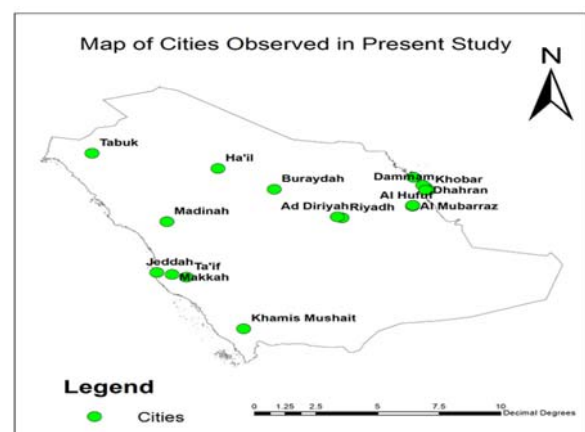 Map of Cities Observed in Present Study
N
Tabuk
Ha'il
Buraydah
Dammam
Khobar
Dhahran
Al Hufuf
Al Mubarraz
Ad Diriyah
Riyadh
Madinah
Jeddah
Ta'if
Makkah
Khamis Mushait
Legend
Cities
0 1.25 2.5 5 7.5 10
Decimal Degrees